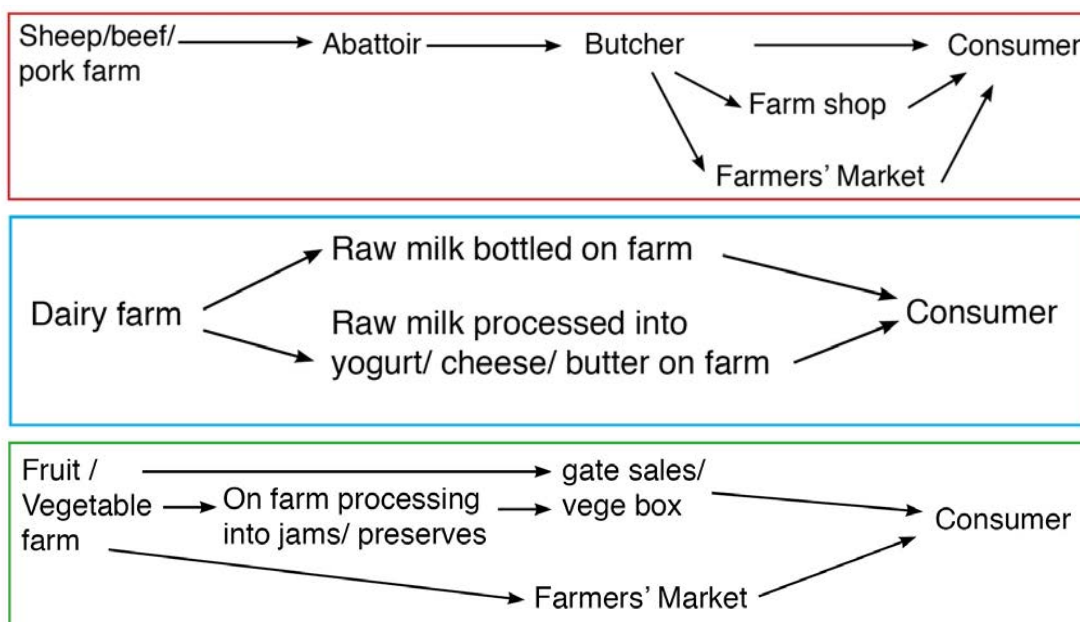 Sheep/beef/
pork farm
Abattoir
Butcher
Consumer
Farm shop
Farmers’ Market
Raw milk bottled on farm
Dairy farm
Consumer
Raw milk processed into
yogurt/ cheese/ butter on farm
Fruit /
Vegetable
farm
On farm processing
into jams/ preserves
gate sales/
vege box
Consumer
Farmers’ Market